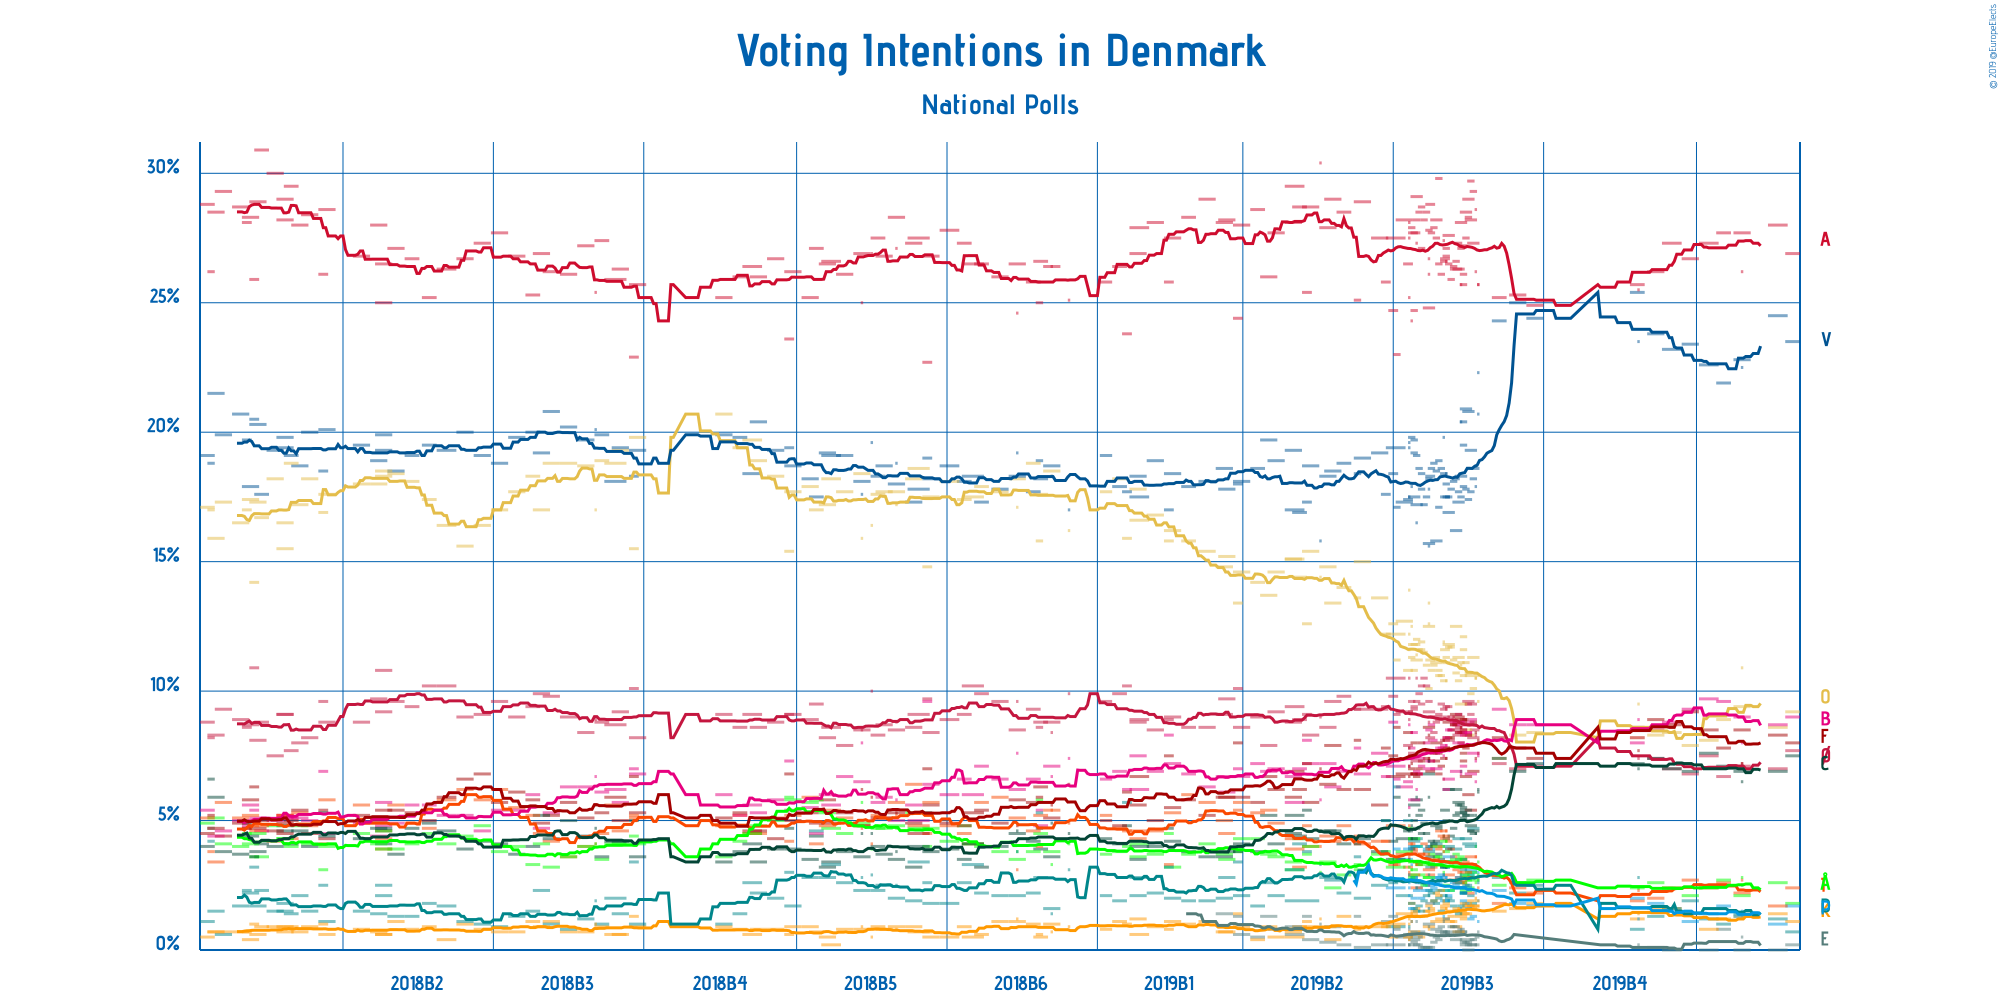 © 2019 @EuropeElects
Voting Intentions in Denmark
National Polls
30%
25%
20%
15%
10%
5%
0%
A
V
O
B
F
Ø
C
Å
D
K
E
2018B2 2018B3 2018B4 2018B5 2018B6 2019B1 2019B2 2019B3 2019B4